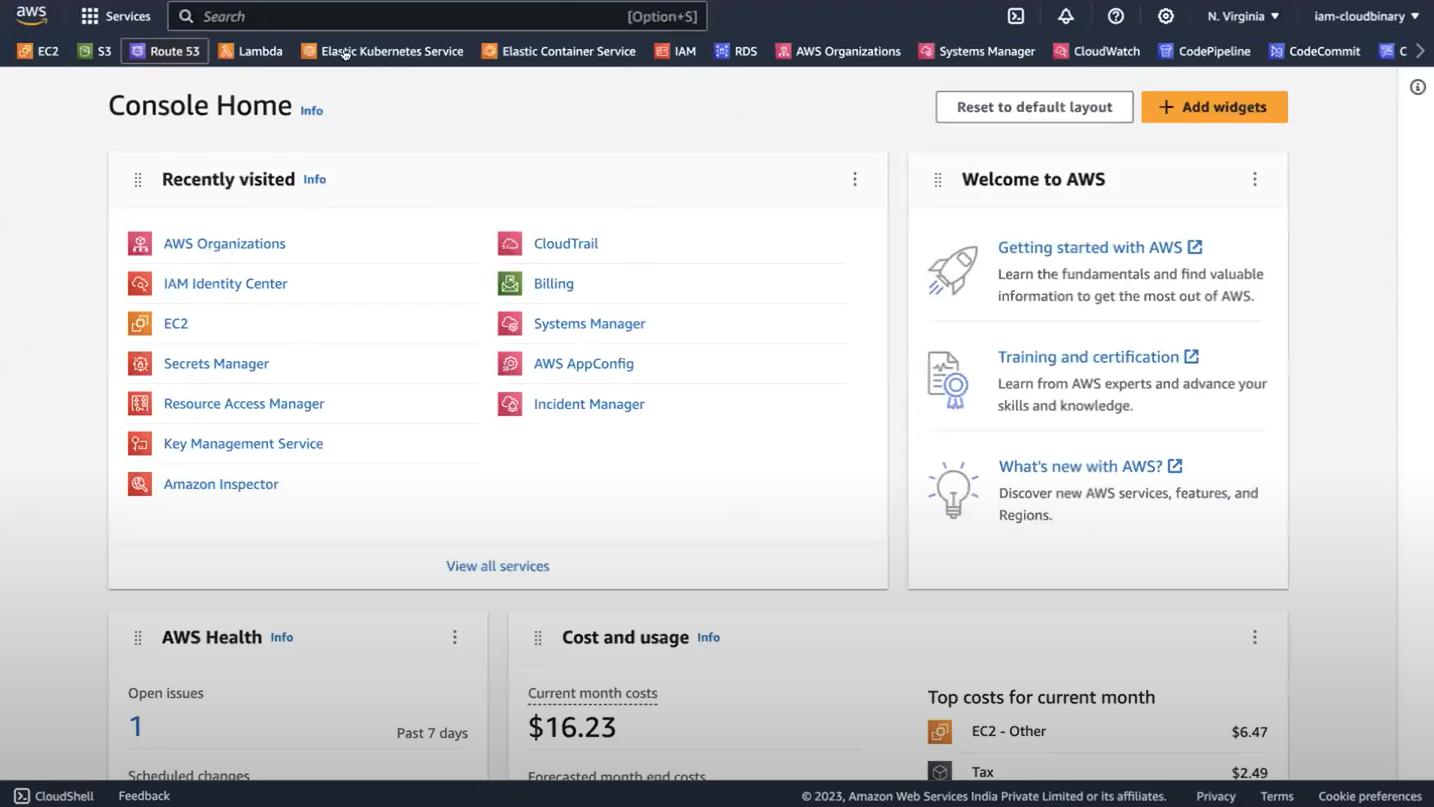 aws
Services
Search
[Option+S]
N. Virginia
iam-cloudbinary
EC2
S3
Route 53
Lambda
Elastic Kubernetes Service
Elastic Container Service
IAM
RDS
AWS Organizations
Systems Manager
CloudWatch
CodePipeline
CodeCommit
C
Console Home Info
Reset to default layout
Add widgets
Recently visited Info
AWS Organizations
IAM Identity Center
EC2
Secrets Manager
Resource Access Manager
Key Management Service
Amazon Inspector
CloudTrail
Billing
Systems Manager
AWS AppConfig
Incident Manager
View all services
Welcome to AWS
Getting started with AWS
Learn the fundamentals and find valuable
information to get the most out of AWS.
Training and certification
Learn from AWS experts and advance your
skills and knowledge.
What's new with AWS?
Discover new AWS services, features, and
Regions.
AWS Health Info
Open issues
1
Past 7 days
Scheduled changes
Cost and usage Info
Current month costs
$16.23
Forecasted month end costs
Top costs for current month
EC2 - Other $6.47
Tax $2.49
CloudShell
Feedback
© 2023, Amazon Web Services India Private Limited or its affiliates.
Privacy
Terms
Cookie preferences